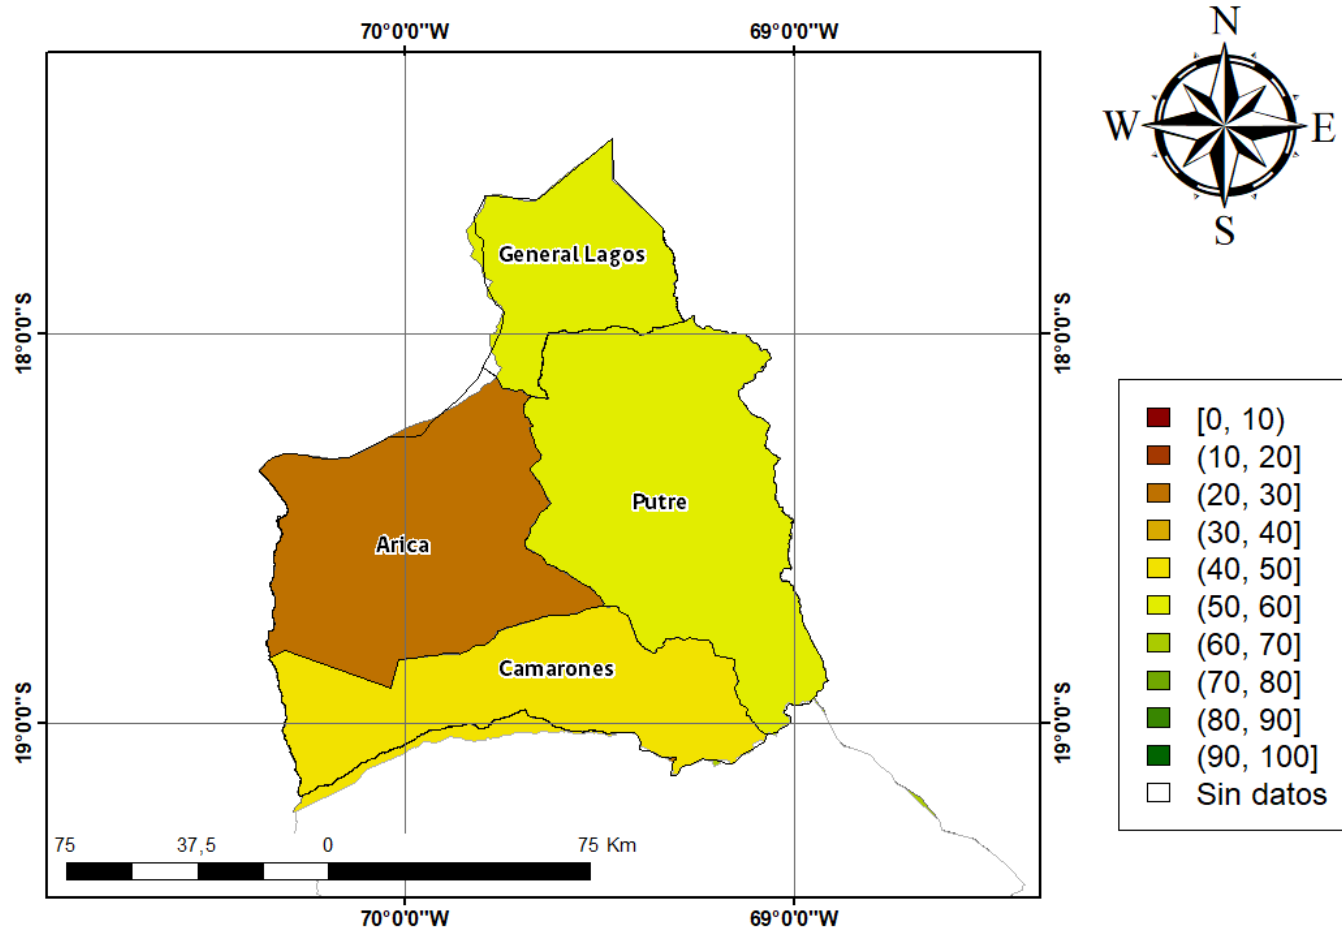 70°0'0"W 69°0'0"W
N
W E
S
General Lagos
18°0'0"S 18°0'0"S
Putre
Arica
Camarones
19°0'0"S 19°0'0"S
[0, 10)
(10, 20]
(20, 30]
(30, 40]
(40, 50]
(50, 60]
(60, 70]
(70, 80]
(80, 90]
(90, 100]
Sin datos
75 37,5 0 75 Km
70°0'0"W 69°0'0"W